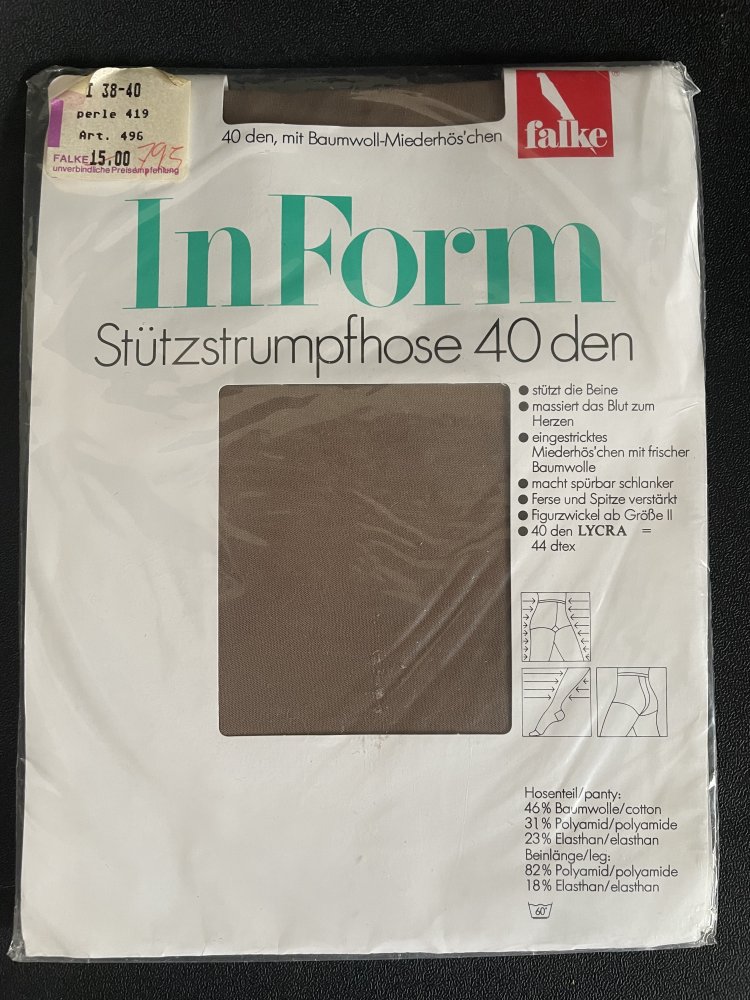 I 38-40
perle 419
Art. 496
FALKE 15.00 795
unverbindliche Preisempfehlung
40 den, mit Baumwoll-Miederhös'chen
falke
®
In Form
Stützstrumpfhose 40 den
● stützt die Beine
● massiert das Blut zum
Herzen
● eingestricktes
Miederhös'chen mit frischer
Baumwolle
● macht spürbar schlanker
● Ferse und Spitze verstärkt
● Figurzwickel ab Größe II
● 40 den LYCRA =
44 dtex
Hosenteil/panty:
46% Baumwolle/cotton
31% Polyamid/polyamide
23% Elasthan/elasthan
Beinlänge/leg:
82% Polyamid/polyamide
18% Elasthan/elasthan
60°